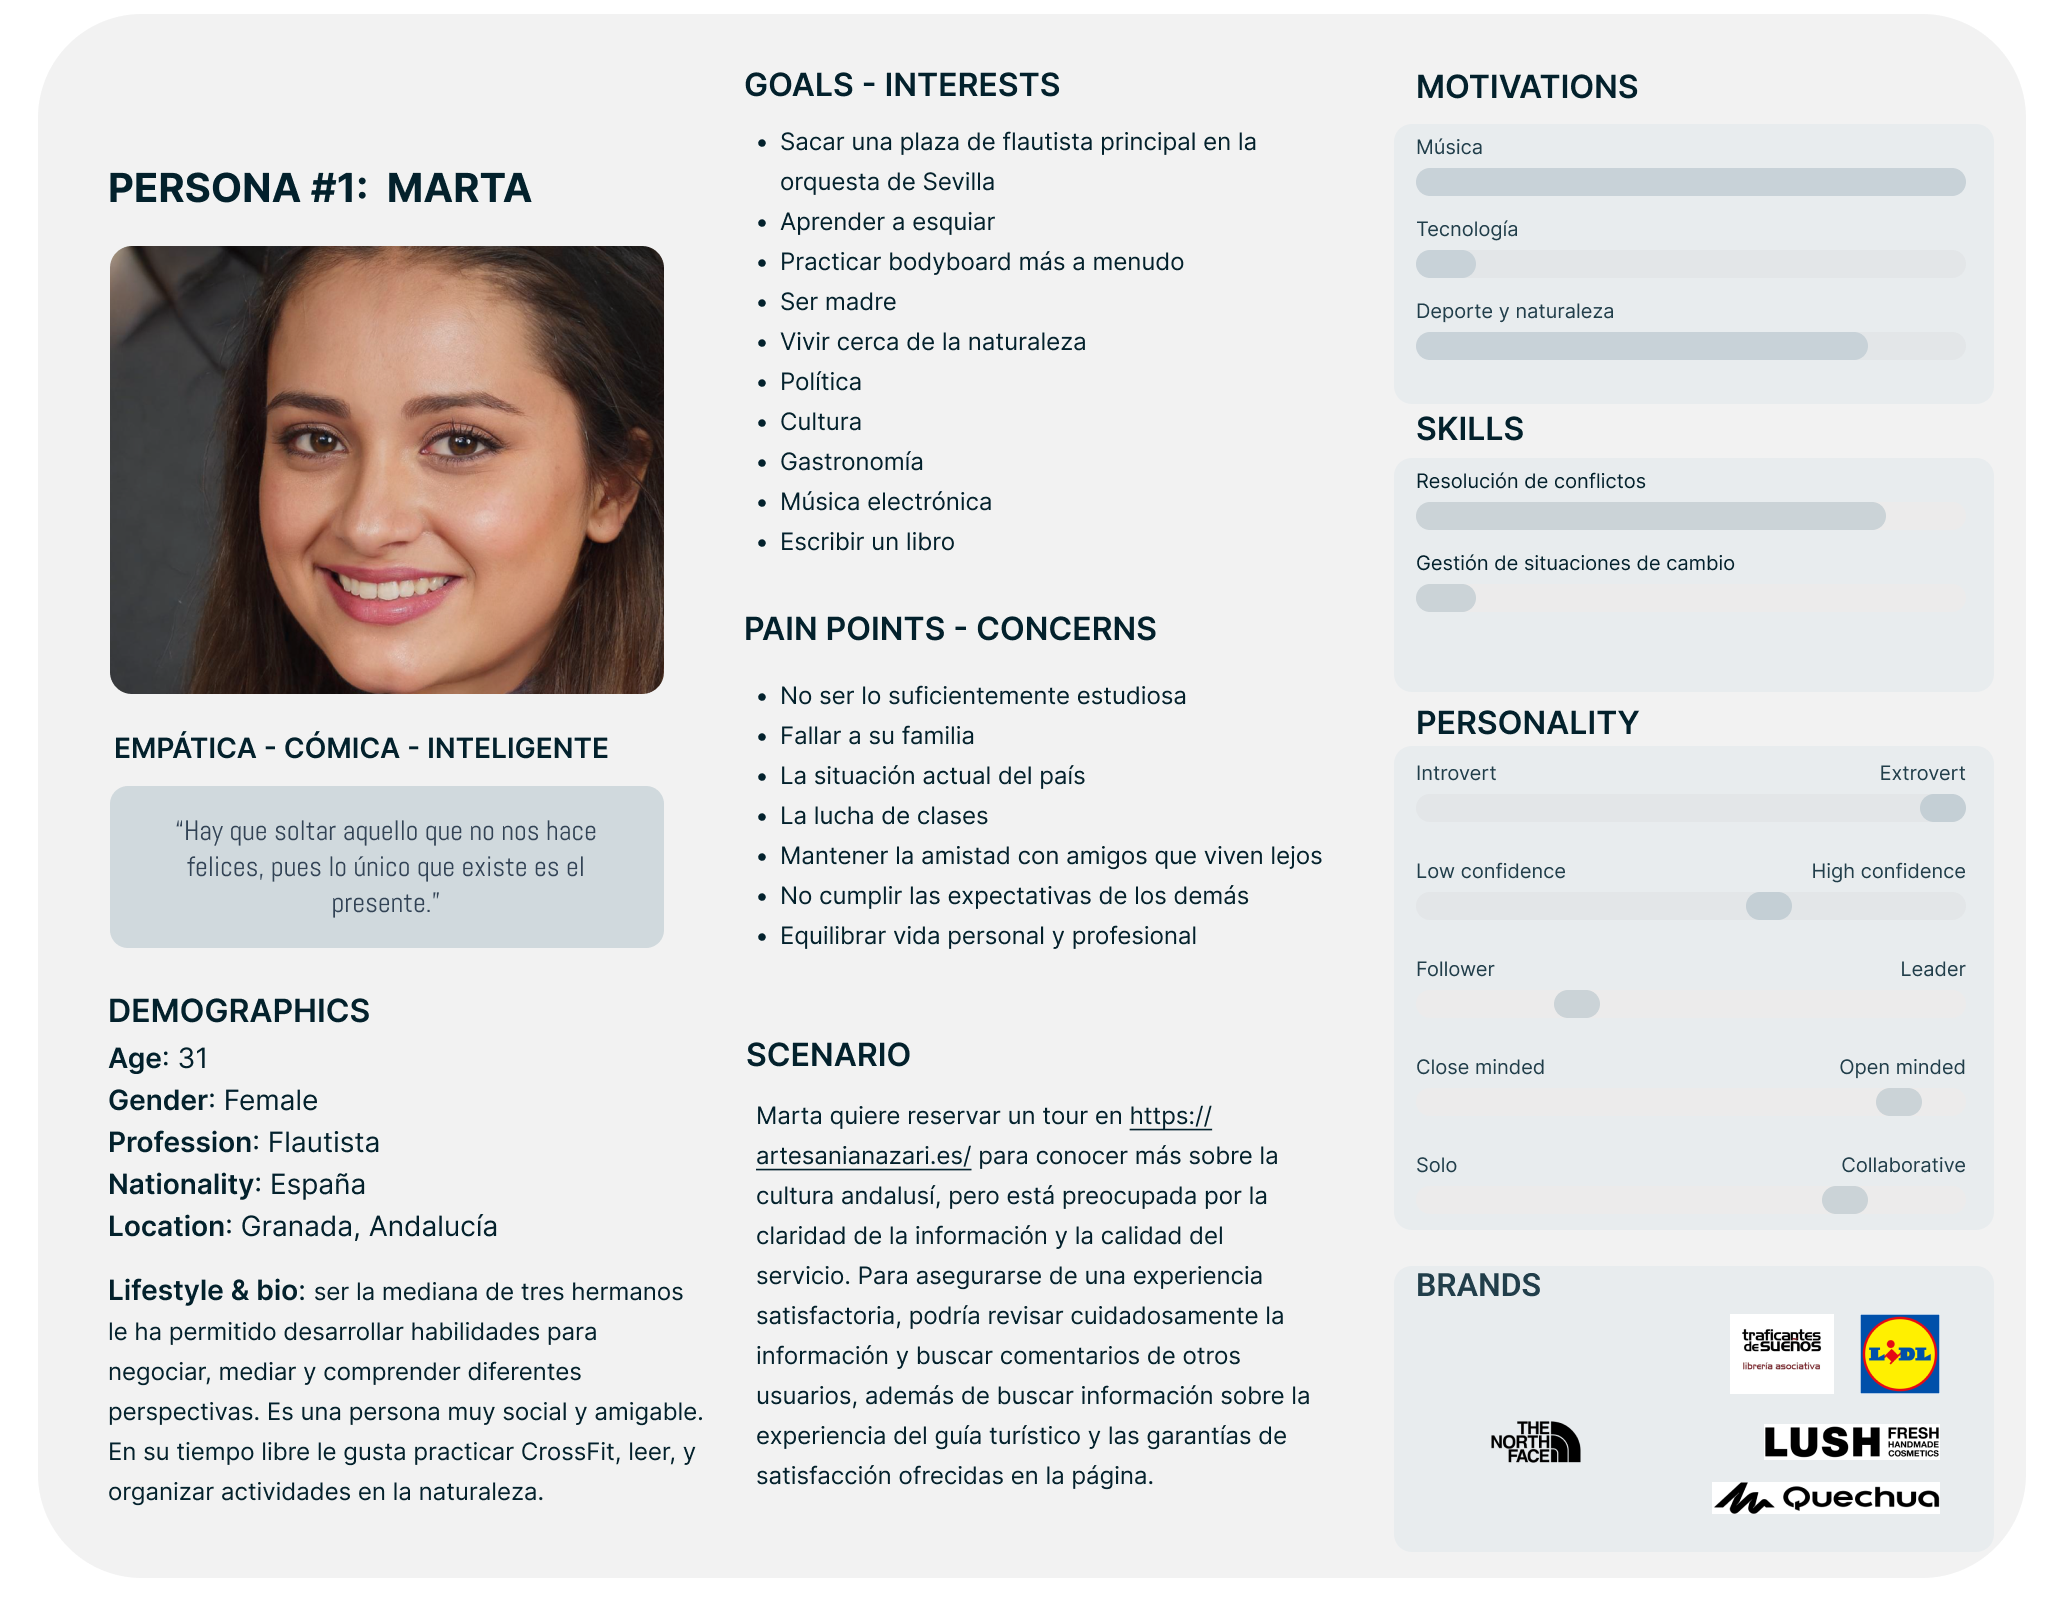 PERSONA #1: MARTA
EMPÁTICA - CÓMICA - INTELIGENTE
“Hay que soltar aquello que no nos hace
felices, pues lo único que existe es el
presente.”
DEMOGRAPHICS
Age: 31
Gender: Female
Profession: Flautista
Nationality: España
Location: Granada, Andalucía
Lifestyle & bio: ser la mediana de tres hermanos
le ha permitido desarrollar habilidades para
negociar, mediar y comprender diferentes
perspectivas. Es una persona muy social y amigable.
En su tiempo libre le gusta practicar CrossFit, leer, y
organizar actividades en la naturaleza.
GOALS - INTERESTS
• Sacar una plaza de flautista principal en la
orquesta de Sevilla
• Aprender a esquiar
• Practicar bodyboard más a menudo
• Ser madre
• Vivir cerca de la naturaleza
• Política
• Cultura
• Gastronomía
• Música electrónica
• Escribir un libro
PAIN POINTS - CONCERNS
• No ser lo suficientemente estudiosa
• Fallar a su familia
• La situación actual del país
• La lucha de clases
• Mantener la amistad con amigos que viven lejos
• No cumplir las expectativas de los demás
• Equilibrar vida personal y profesional
SCENARIO
Marta quiere reservar un tour en https://
artesanianazari.es/ para conocer más sobre la
cultura andalusí, pero está preocupada por la
claridad de la información y la calidad del
servicio. Para asegurarse de una experiencia
satisfactoria, podría revisar cuidadosamente la
información y buscar comentarios de otros
usuarios, además de buscar información sobre la
experiencia del guía turístico y las garantías de
satisfacción ofrecidas en la página.
MOTIVATIONS
Música
Tecnología
Deporte y naturaleza
SKILLS
Resolución de conflictos
Gestión de situaciones de cambio
PERSONALITY
Introvert Extrovert
Low confidence High confidence
Follower Leader
Close minded Open minded
Solo Collaborative
BRANDS
traficantes
de sueños
librería asociativa
LIDL
THE
NORTH
FACE
LUSH FRESH
HANDMADE
COSMETICS
Quechua